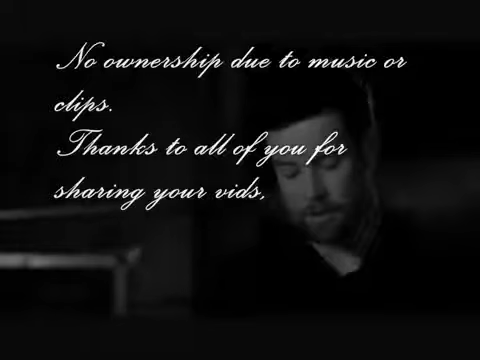 No ownership due to music or
clips.
Thanks to all of you for
sharing your vids,